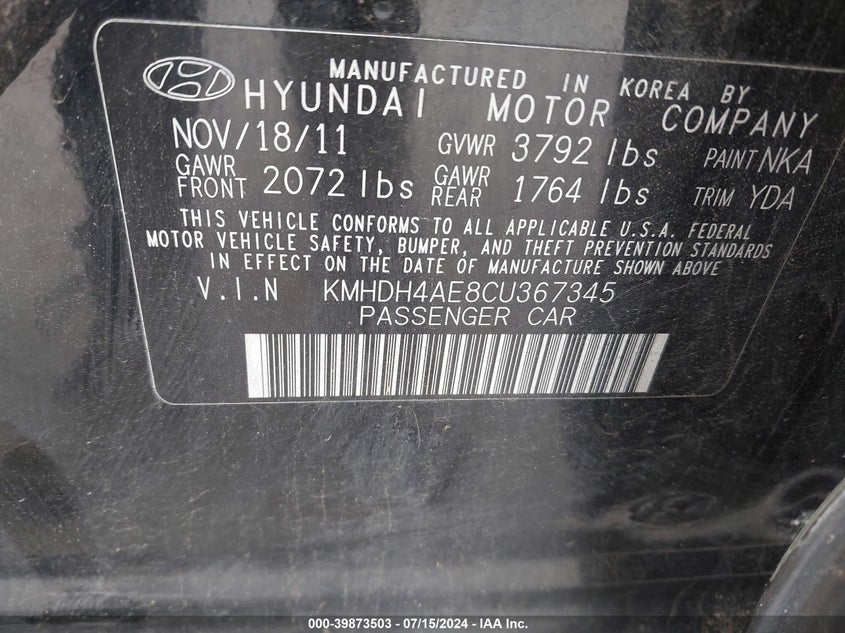 MANUFACTURED IN KOREA BY
HYUNDAI MOTOR COMPANY
NOV/18/11 GVWR 3792 lbs PAINT NKA
GAWR FRONT 2072 lbs GAWR REAR 1764 lbs TRIM YDA
THIS VEHICLE CONFORMS TO ALL APPLICABLE U.S.A. FEDERAL
MOTOR VEHICLE SAFETY, BUMPER, AND THEFT PREVENTION STANDARDS
IN EFFECT ON THE DATE OF MANUFACTURE SHOWN ABOVE
V.I.N KMHDH4AE8CU367345
PASSENGER CAR
000-39873503 - 07/15/2024 - IAA Inc.